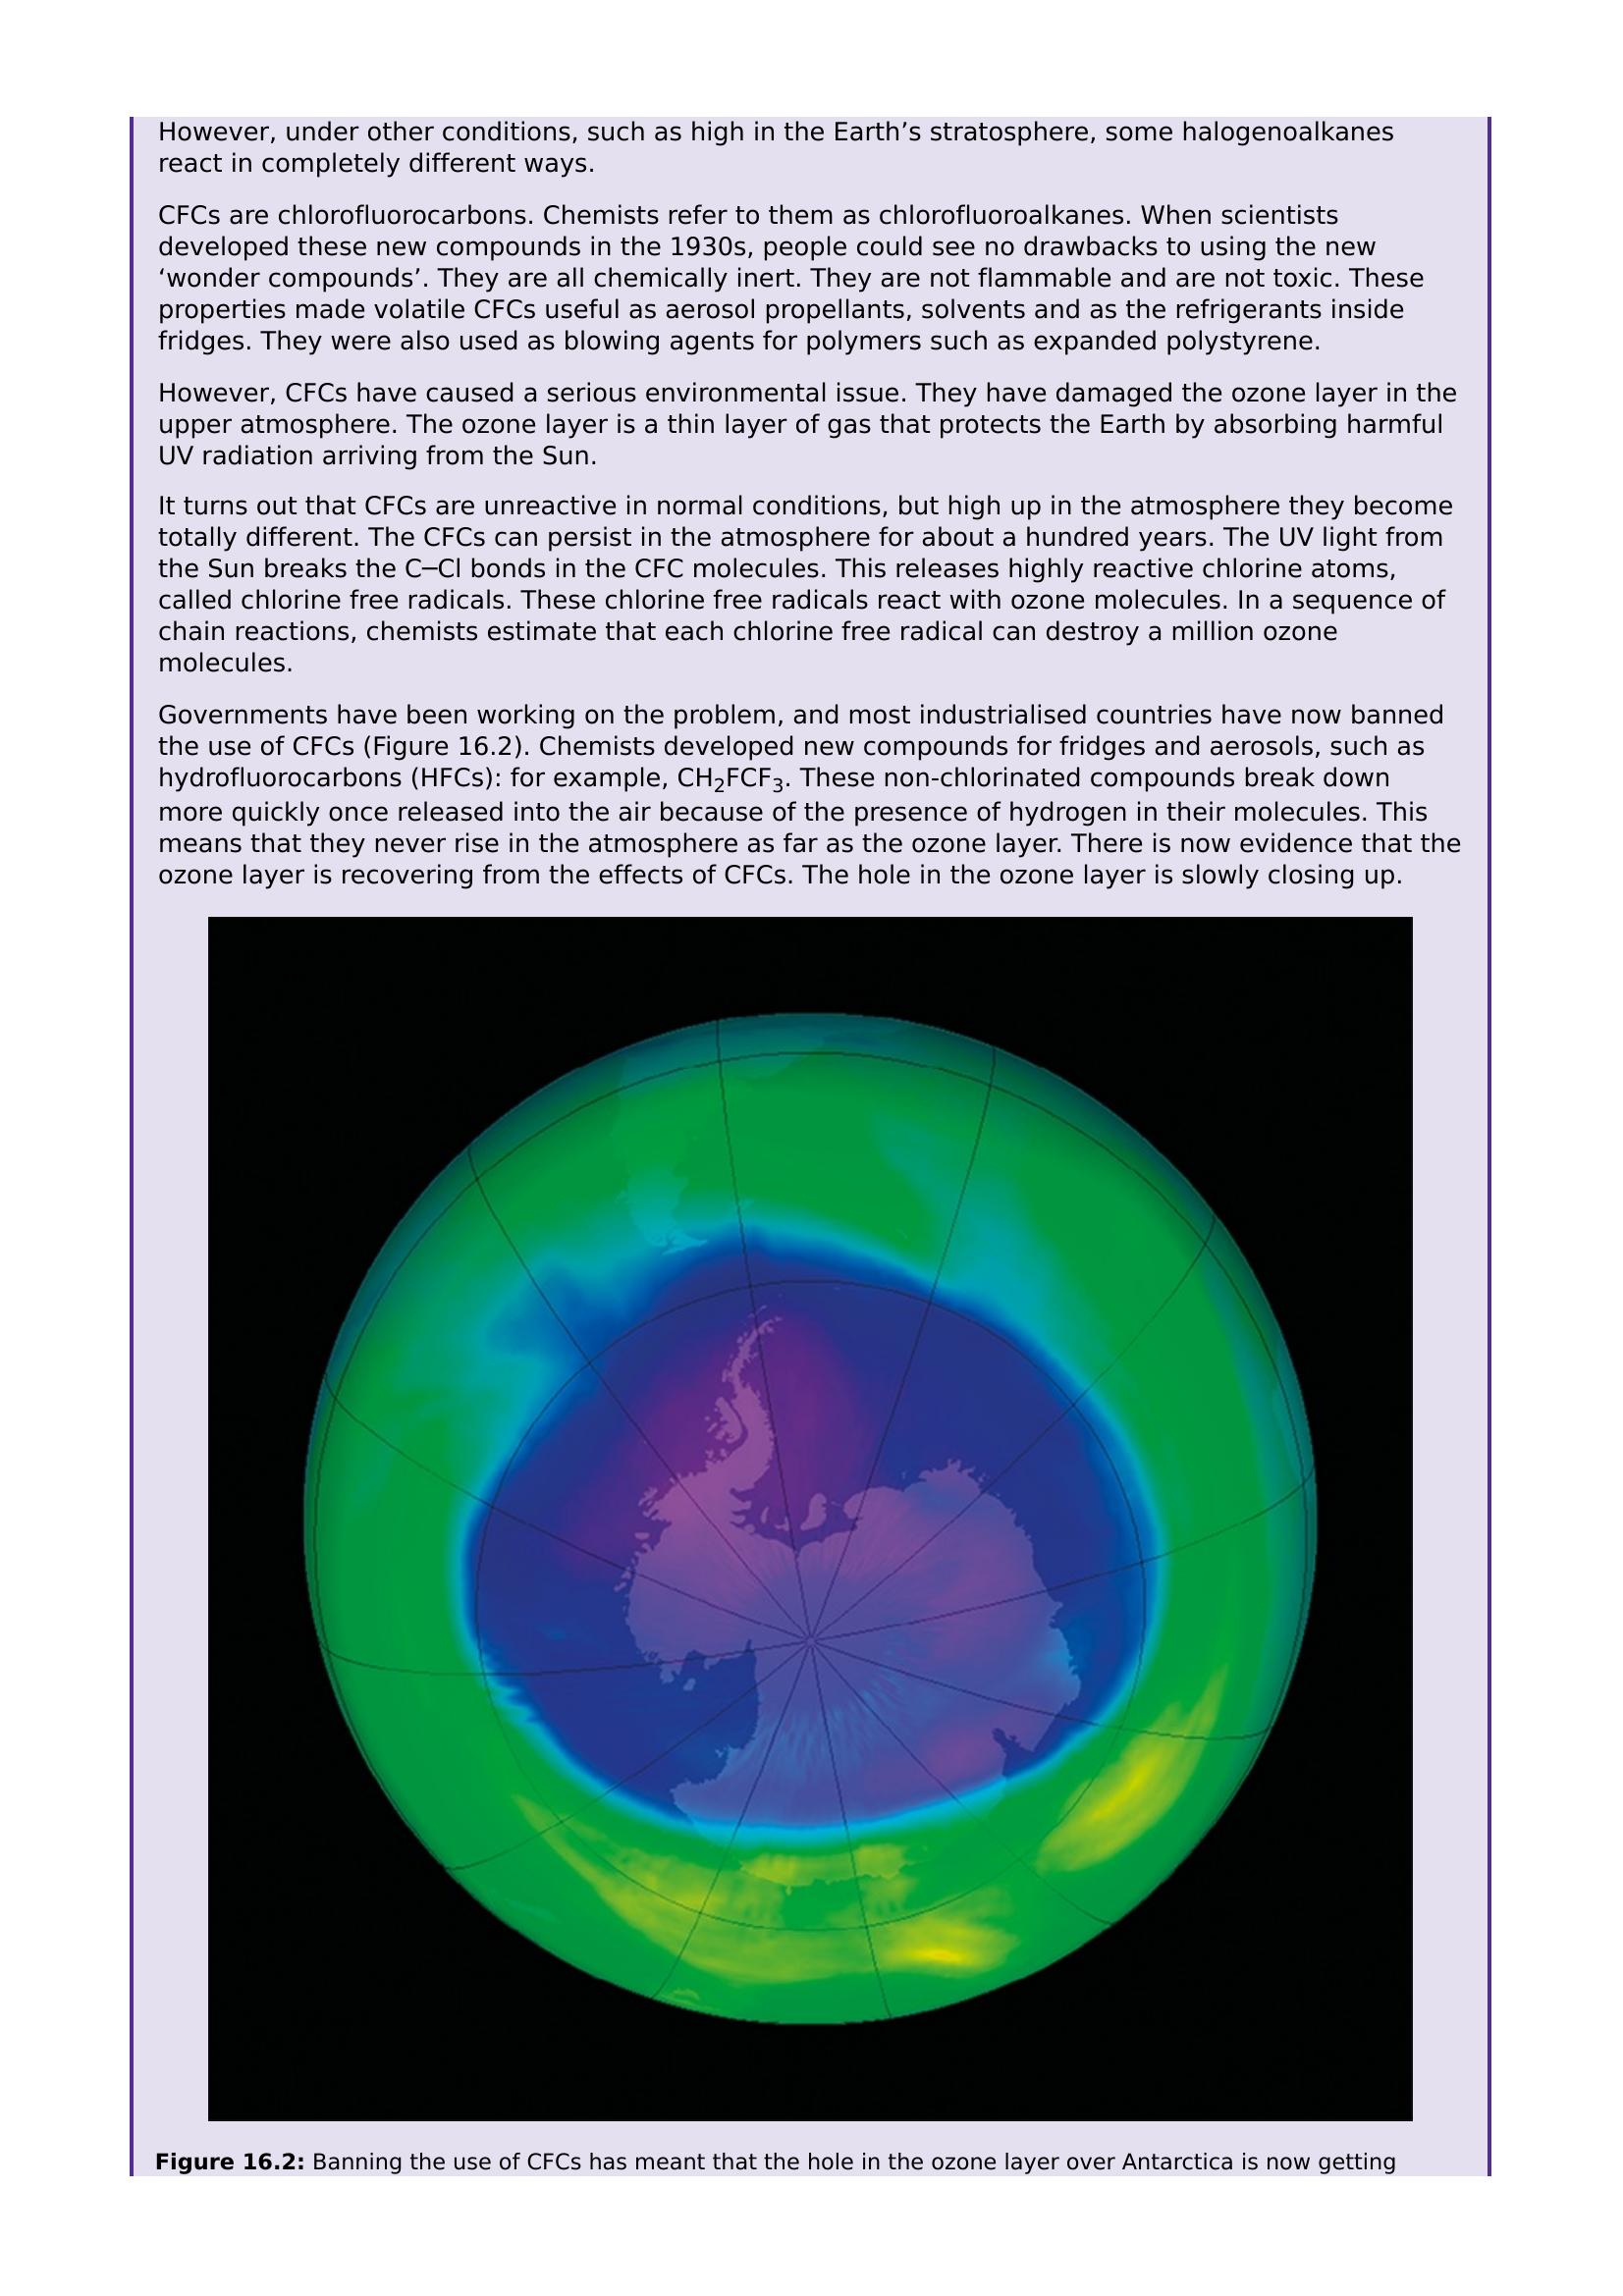 However, under other conditions, such as high in the Earth’s stratosphere, some halogenoalkanes
react in completely different ways.
CFCs are chlorofluorocarbons. Chemists refer to them as chlorofluoroalkanes. When scientists
developed these new compounds in the 1930s, people could see no drawbacks to using the new
‘wonder compounds’. They are all chemically inert. They are not flammable and are not toxic. These
properties made volatile CFCs useful as aerosol propellants, solvents and as the refrigerants inside
fridges. They were also used as blowing agents for polymers such as expanded polystyrene.
However, CFCs have caused a serious environmental issue. They have damaged the ozone layer in the
upper atmosphere. The ozone layer is a thin layer of gas that protects the Earth by absorbing harmful
UV radiation arriving from the Sun.
It turns out that CFCs are unreactive in normal conditions, but high up in the atmosphere they become
totally different. The CFCs can persist in the atmosphere for about a hundred years. The UV light from
the Sun breaks the C─Cl bonds in the CFC molecules. This releases highly reactive chlorine atoms,
called chlorine free radicals. These chlorine free radicals react with ozone molecules. In a sequence of
chain reactions, chemists estimate that each chlorine free radical can destroy a million ozone
molecules.
Governments have been working on the problem, and most industrialised countries have now banned
the use of CFCs (Figure 16.2). Chemists developed new compounds for fridges and aerosols, such as
hydrofluorocarbons (HFCs): for example, CH₂FCF₃. These non-chlorinated compounds break down
more quickly once released into the air because of the presence of hydrogen in their molecules. This
means that they never rise in the atmosphere as far as the ozone layer. There is now evidence that the
ozone layer is recovering from the effects of CFCs. The hole in the ozone layer is slowly closing up.
Figure 16.2: Banning the use of CFCs has meant that the hole in the ozone layer over Antarctica is now getting